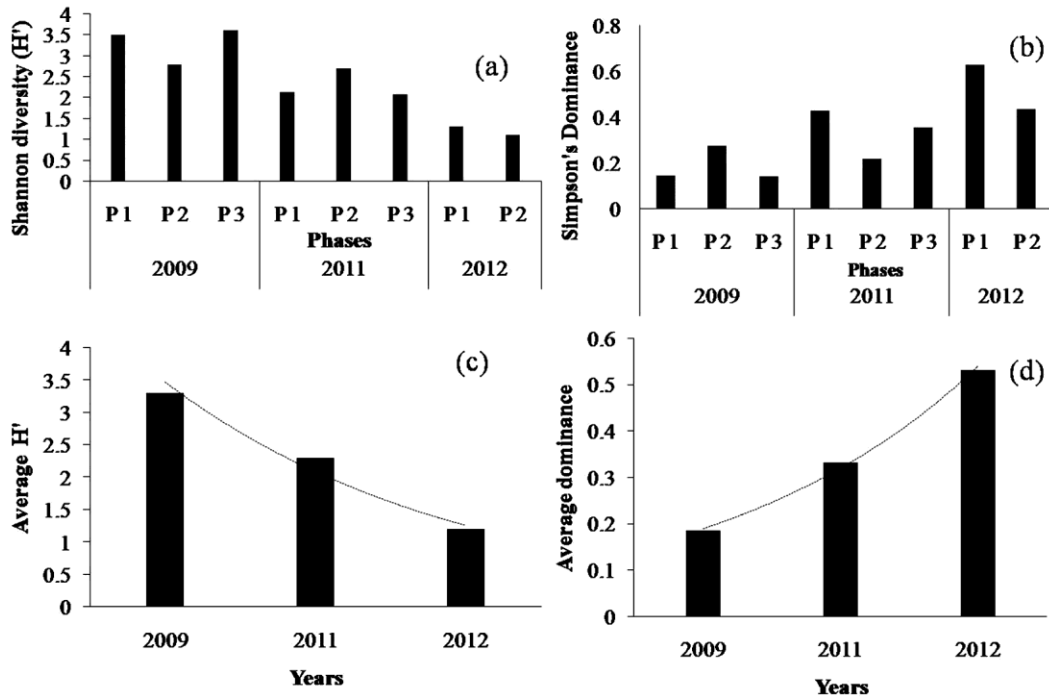 Shannon diversity (H')
4
3.5
3
2.5
2
1.5
1
0.5
0
(a)
P 1 P 2 P 3 P 1 P 2 P 3 P 1 P 2
Phases
2009 2011 2012
Simpson's Dominance
0.8
0.6
0.4
0.2
0
(b)
P 1 P 2 P 3 P 1 P 2 P 3 P 1 P 2
Phases
2009 2011 2012
Average H'
4
3.5
3
2.5
2
1.5
1
0.5
0
(c)
2009 2011 2012
Years
Average dominance
0.6
0.5
0.4
0.3
0.2
0.1
0
(d)
2009 2011 2012
Years